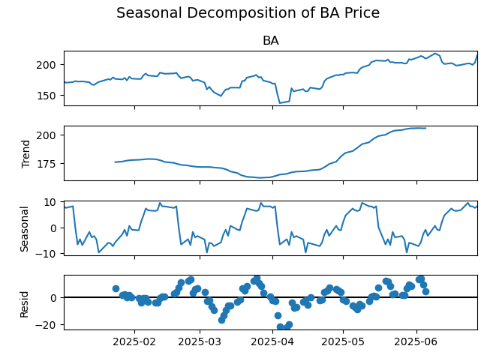 Seasonal Decomposition of BA Price
BA
200
150
Trend
200
175
Seasonal
10
0
−10
Resid
0
−20
2025-02
2025-03
2025-04
2025-05
2025-06